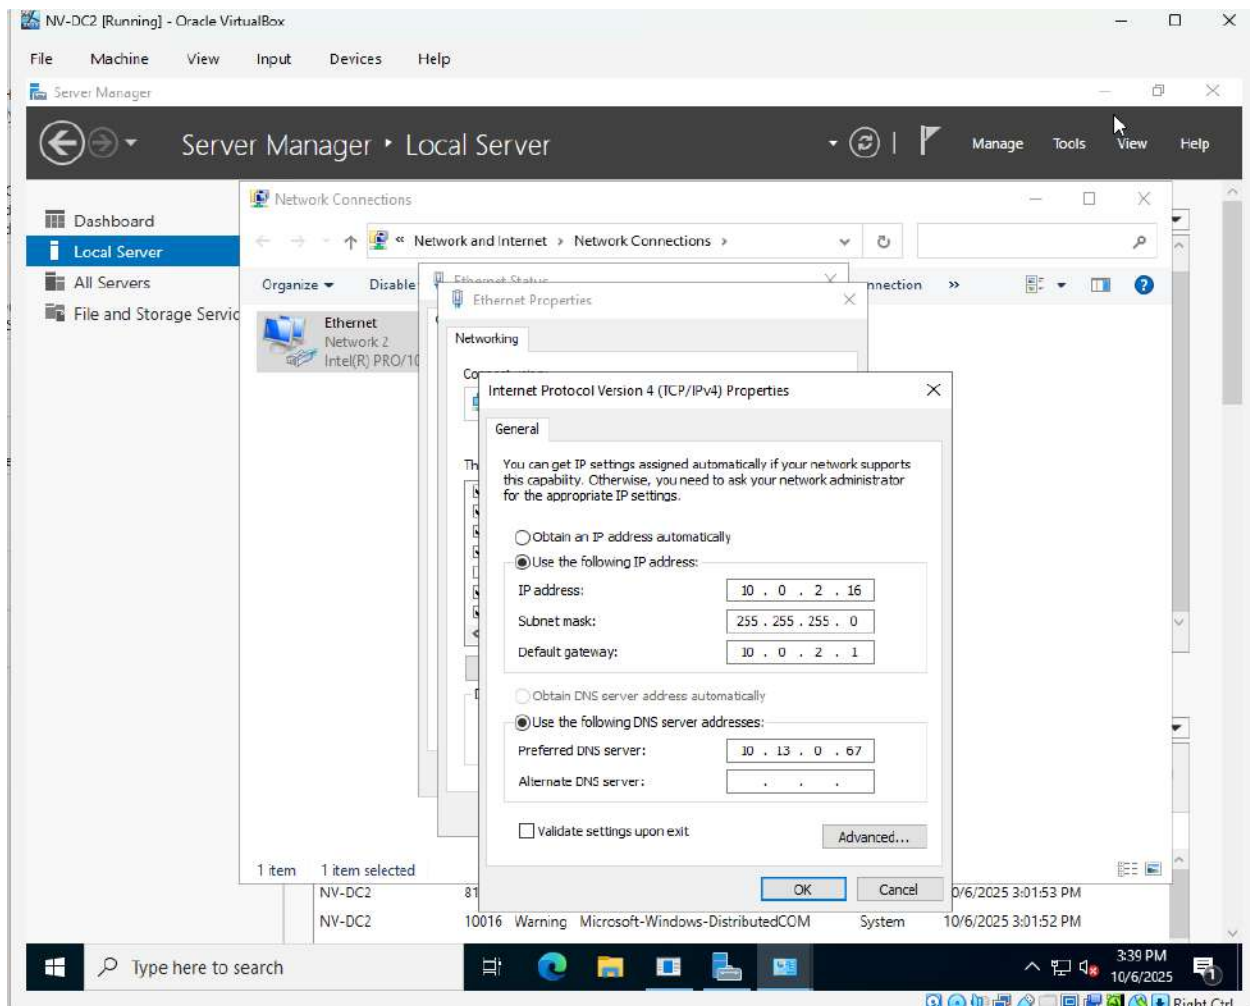 NV-DC2 [Running] - Oracle VirtualBox
File Machine View Input Devices Help
Server Manager
Server Manager • Local Server
Manage Tools View Help
Dashboard
Local Server
All Servers
File and Storage Servic
Network Connections
« Network and Internet › Network Connections ›
Organize Disable nnection »
Ethernet
Network 2
Intel(R) PRO/10
Ethernet Status
Ethernet Properties
Networking
Internet Protocol Version 4 (TCP/IPv4) Properties
General
Th
You can get IP settings assigned automatically if your network supports
this capability. Otherwise, you need to ask your network administrator
for the appropriate IP settings.
Obtain an IP address automatically
Use the following IP address:
IP address: 10 . 0 . 2 . 16
Subnet mask: 255 . 255 . 255 . 0
Default gateway: 10 . 0 . 2 . 1
Obtain DNS server address automatically
Use the following DNS server addresses:
Preferred DNS server: 10 . 13 . 0 . 67
Alternate DNS server: . . .
Validate settings upon exit
Advanced...
OK Cancel
1 item 1 item selected
NV-DC2 81 0/6/2025 3:01:53 PM
NV-DC2 10016 Warning Microsoft-Windows-DistributedCOM System 10/6/2025 3:01:52 PM
Type here to search
3:39 PM
10/6/2025
1
Right Ctrl